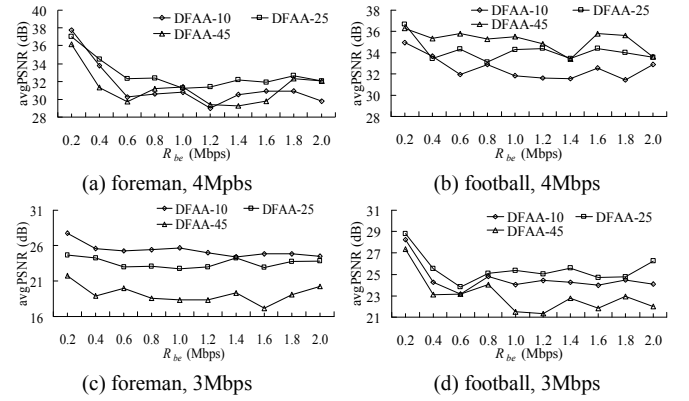 DFAA-10 DFAA-25
DFAA-45
avgPSNR (dB)
40
38
36
34
32
30
28
0.2 0.4 0.6 0.8 1.0 1.2 1.4 1.6 1.8 2.0
R be (Mbps)
(a) foreman, 4Mpbs
DFAA-10 DFAA-25
DFAA-45
avgPSNR (dB)
38
36
34
32
30
28
0.2 0.4 0.6 0.8 1.0 1.2 1.4 1.6 1.8 2.0
R be (Mbps)
(b) football, 4Mbps
DFAA-10 DFAA-25
DFAA-45
avgPSNR (dB)
31
26
21
16
0.2 0.4 0.6 0.8 1.0 1.2 1.4 1.6 1.8 2.0
R be (Mbps)
(c) foreman, 3Mbps
DFAA-10 DFAA-25
DFAA-45
avgPSNR (dB)
31
29
27
25
23
21
0.2 0.4 0.6 0.8 1.0 1.2 1.4 1.6 1.8 2.0
R be (Mbps)
(d) football, 3Mbps